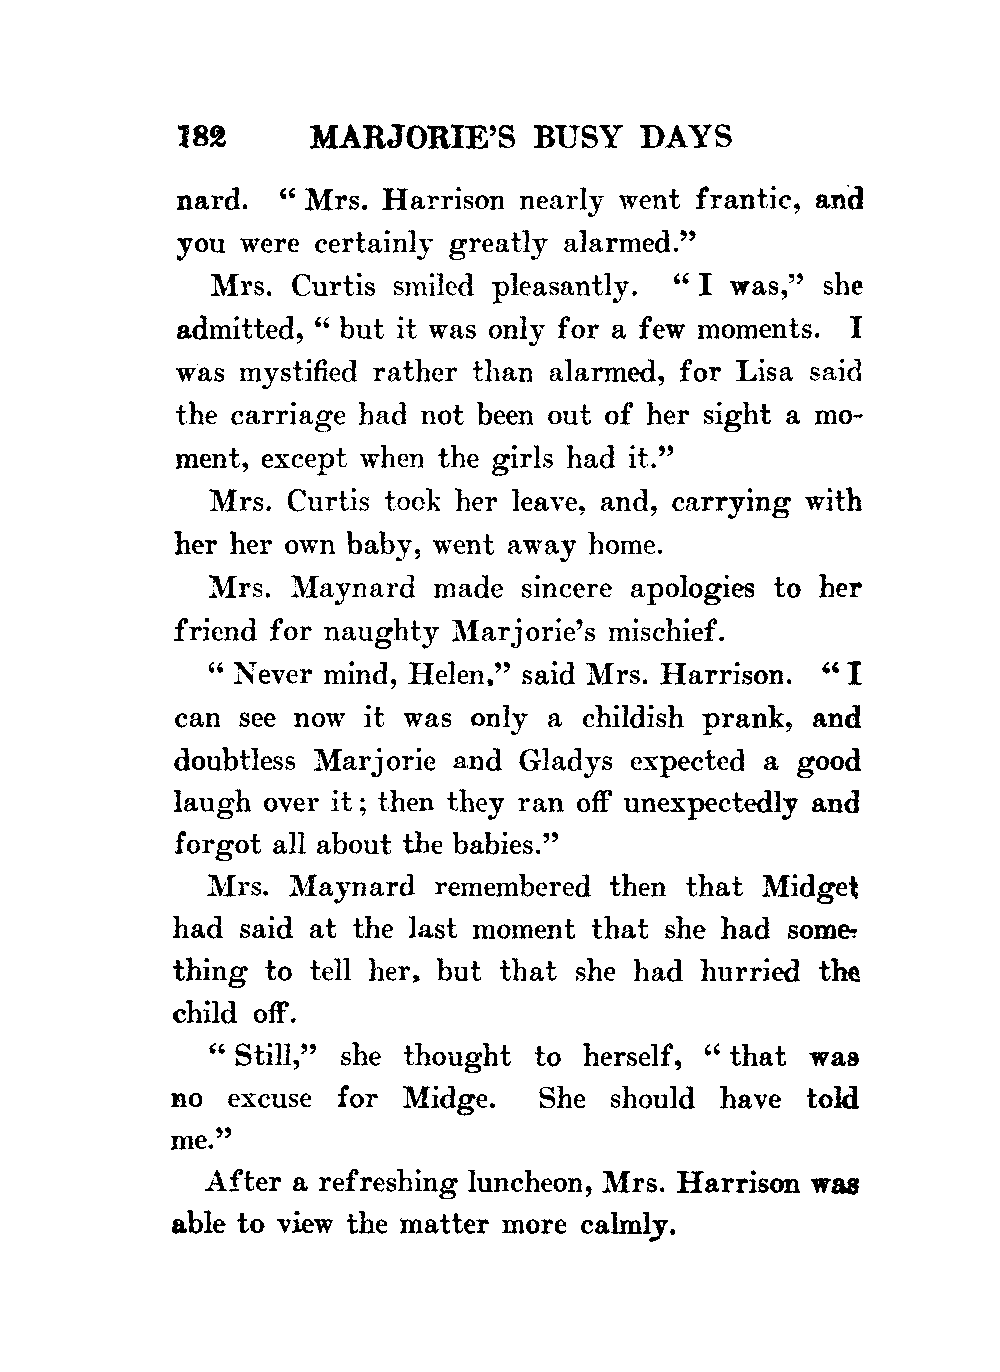 182 MARJORIE'S BUSY DAYS
nard. “ Mrs. Harrison nearly went frantic, and
you were certainly greatly alarmed.”
Mrs. Curtis smiled pleasantly. “ I was,” she
admitted, “ but it was only for a few moments. I
was mystified rather than alarmed, for Lisa said
the carriage had not been out of her sight a mo-
ment, except when the girls had it.”
Mrs. Curtis took her leave, and, carrying with
her her own baby, went away home.
Mrs. Maynard made sincere apologies to her
friend for naughty Marjorie’s mischief.
“ Never mind, Helen,” said Mrs. Harrison. “ I
can see now it was only a childish prank, and
doubtless Marjorie and Gladys expected a good
laugh over it ; then they ran off unexpectedly and
forgot all about the babies.”
Mrs. Maynard remembered then that Midget
had said at the last moment that she had some-
thing to tell her, but that she had hurried the
child off.
“ Still,” she thought to herself, “ that was
no excuse for Midge. She should have told
me.”
After a refreshing luncheon, Mrs. Harrison was
able to view the matter more calmly.